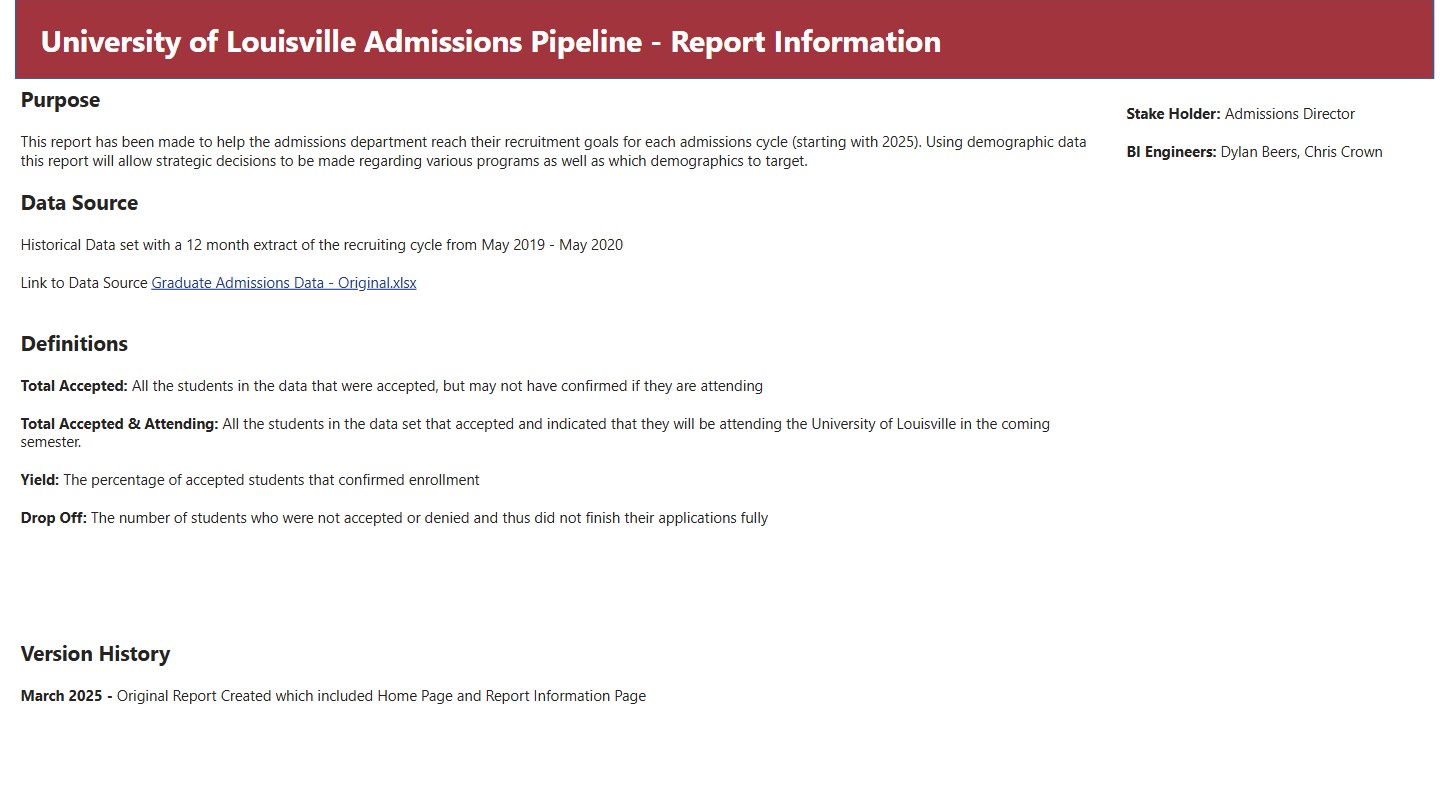 University of Louisville Admissions Pipeline - Report Information
Purpose
This report has been made to help the admissions department reach their recruitment goals for each admissions cycle (starting with 2025). Using demographic data
this report will allow strategic decisions to be made regarding various programs as well as which demographics to target.
Stake Holder: Admissions Director
BI Engineers: Dylan Beers, Chris Crown
Data Source
Historical Data set with a 12 month extract of the recruiting cycle from May 2019 - May 2020
Link to Data Source Graduate Admissions Data - Original.xlsx
Definitions
Total Accepted: All the students in the data that were accepted, but may not have confirmed if they are attending
Total Accepted & Attending: All the students in the data set that accepted and indicated that they will be attending the University of Louisville in the coming
semester.
Yield: The percentage of accepted students that confirmed enrollment
Drop Off: The number of students who were not accepted or denied and thus did not finish their applications fully
Version History
March 2025 - Original Report Created which included Home Page and Report Information Page